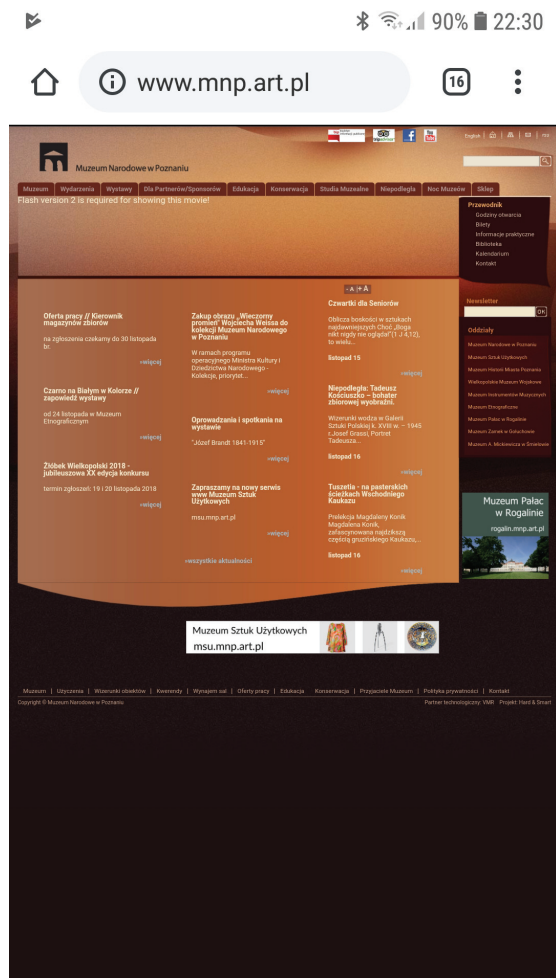 90% 22:30
www.mnp.art.pl
16
English
Muzeum Narodowe w Poznaniu
Muzeum Wydarzenia Wystawy Dla Partnerów/Sponsorów Edukacja Konserwacja Studia Muzealne Niepodległa Noc Muzeów Sklep
Flash version 2 is required for showing this movie!
Przewodnik
Godziny otwarcia
Bilety
Informacje praktyczne
Biblioteka
Kalendarium
Kontakt
- A + A
Oferta pracy // Kierownik
magazynów zbiorów
na zgłoszenia czekamy do 30 listopada
br.
»więcej
Czarno na Białym w Kolorze //
zapowiedź wystawy
od 24 listopada w Muzeum
Etnograficznym
»więcej
Żłóbek Wielkopolski 2018 -
jubileuszowa XX edycja konkursu
termin zgłoszeń: 19 i 20 listopada 2018
»więcej
Zakup obrazu „Wieczorny
promień" Wojciecha Weissa do
kolekcji Muzeum Narodowego
w Poznaniu
W ramach programu
operacyjnego Ministra Kultury i
Dziedzictwa Narodowego -
Kolekcje, priorytet...
»więcej
Oprowadzania i spotkania na
wystawie
"Józef Brandt 1841-1915"
»więcej
Zapraszamy na nowy serwis
www Muzeum Sztuk
Użytkowych
msu.mnp.art.pl
»więcej
»wszystkie aktualności
Czwartki dla Seniorów
Oblicza boskości w sztukach
najdawniejszych Choć „Boga
nikt nigdy nie oglądał"(1 J 4,12),
to wielu...
listopad 15
»więcej
Niepodległa: Tadeusz
Kościuszko – bohater
zbiorowej wyobraźni.
Wizerunki wodza w Galerii
Sztuki Polskiej k. XVIII w. – 1945
r.Josef Grassi, Portret
Tadeusza...
listopad 16
»więcej
Tuszetia - na pasterskich
ścieżkach Wschodniego
Kaukazu
Prelekcja Magdaleny Konik
Magdalena Konik,
zafascynowana najdzikszą
częścią gruzińskiego Kaukazu,...
listopad 16
»więcej
Newsletter
OK
Oddziały
Muzeum Narodowe w Poznaniu
Muzeum Sztuk Użytkowych
Muzeum Historii Miasta Poznania
Wielkopolskie Muzeum Wojskowe
Muzeum Instrumentów Muzycznych
Muzeum Etnograficzne
Muzeum Pałac w Rogalinie
Muzeum Zamek w Gołuchowie
Muzeum A. Mickiewicza w Śmiełowie
Muzeum Pałac
w Rogalinie
rogalin.mnp.art.pl
Muzeum Sztuk Użytkowych
msu.mnp.art.pl
Muzeum | Użyczenia | Wizerunki obiektów | Kwerendy | Wynajem sal | Oferty pracy | Edukacja Konserwacja | Przyjaciele Muzeum | Polityka prywatności | Kontakt
Copyright © Muzeum Narodowe w Poznaniu Partner technologiczny: VMR Projekt: Hard & Smart